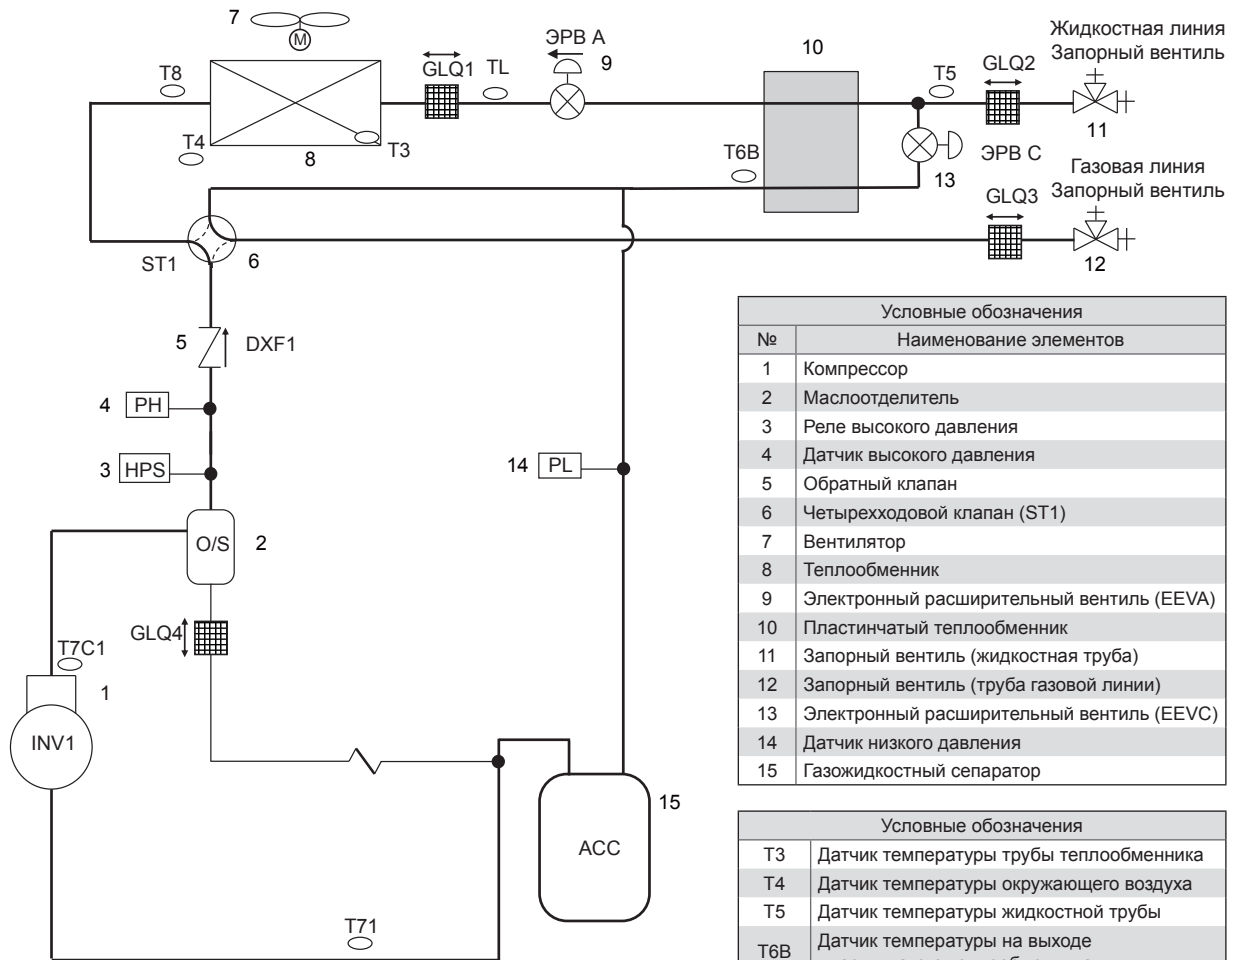 7
M
ЭРВ А
9
10
Жидкостная линия
Запорный вентиль
T8
GLQ1
TL
T5
GLQ2
11
T4
8
T3
T6B
13
ЭРВ С
Газовая линия
Запорный вентиль
GLQ3
ST1
6
12
5
DXF1
4
PH
3
HPS
14
PL
O/S
2
GLQ4
T7C1
1
INV1
15
ACC
T71
Условные обозначения
№ Наименование элементов
1 Компрессор
2 Маслоотделитель
3 Реле высокого давления
4 Датчик высокого давления
5 Обратный клапан
6 Четырехходовой клапан (ST1)
7 Вентилятор
8 Теплообменник
9 Электронный расширительный вентиль (EEVA)
10 Пластинчатый теплообменник
11 Запорный вентиль (жидкостная труба)
12 Запорный вентиль (труба газовой линии)
13 Электронный расширительный вентиль (EEVC)
14 Датчик низкого давления
15 Газожидкостный сепаратор
Условные обозначения
T3 Датчик температуры трубы теплообменника
T4 Датчик температуры окружающего воздуха
T5 Датчик температуры жидкостной трубы
T6B Датчик температуры на выходе